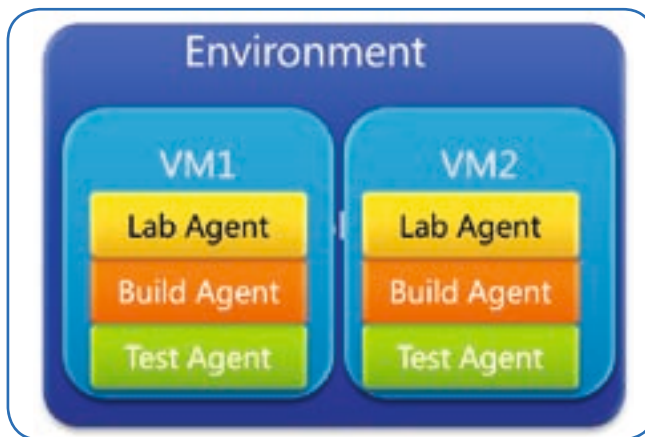 Environment
VM1
VM2
Lab Agent
Lab Agent
Build Agent
Build Agent
Test Agent
Test Agent